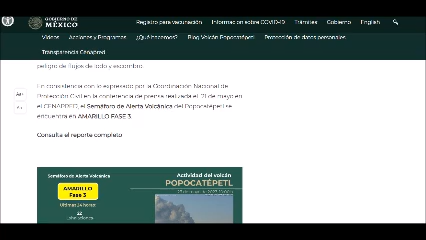 GOBIERNO DE
MÉXICO
Registro para vacunación Información sobre COVID-19 Trámites Gobierno English
Videos Acciones y Programas ¿Qué hacemos? Blog Volcán Popocatépetl Protección de datos personales
Transparencia Cenapred
peligro de flujos de lodo y escombro.
En consistencia con lo expresado por la Coordinación Nacional de
Protección Civil en la conferencia de prensa realizada el 21 de mayo en
el CENAPRED, el Semáforo de Alerta Volcánica del Popocatépetl se
encuentra en AMARILLO FASE 3.
Consulta el reporte completo
Semáforo de Alerta Volcánica
AMARILLO
Fase 3
Últimas 24 horas:
22
Actividad del volcán
POPOCATÉPETL